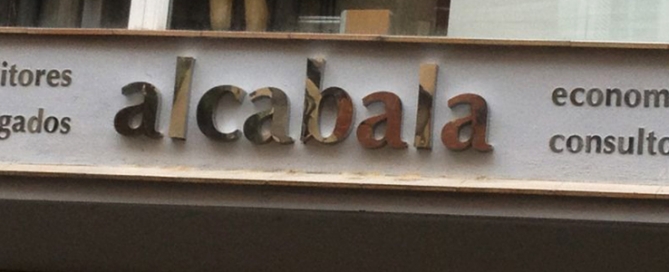 itores
gados
alcabala
econom
consulto